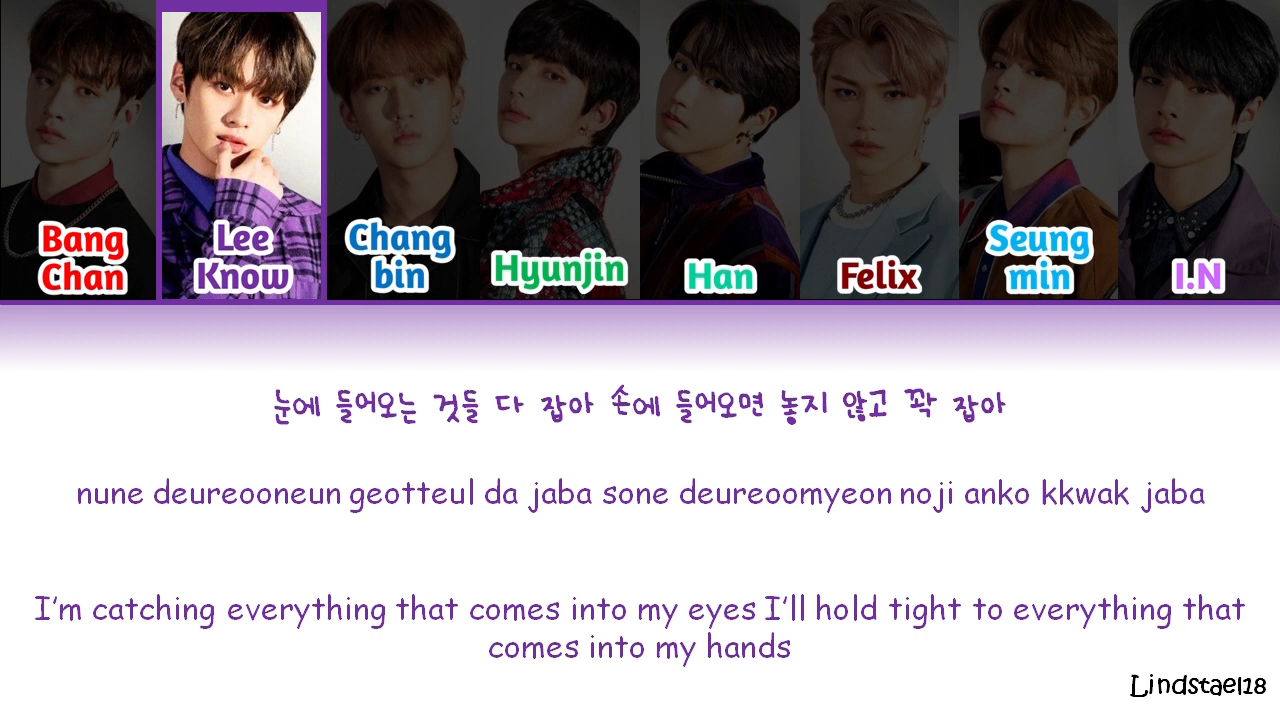 Bang
Chan
Lee
Know
Chang
bin
Hyunjin
Han
Felix
Seung
min
I.N
눈에 들어오는 것들 다 잡아 손에 들어오면 놓지 않고 꽉 잡아
nune deureooneun geotteul da jaba sone deureoomyeon noji anko kkwak jaba
I'm catching everything that comes into my eyes I'll hold tight to everything that
comes into my hands
Lindstael18